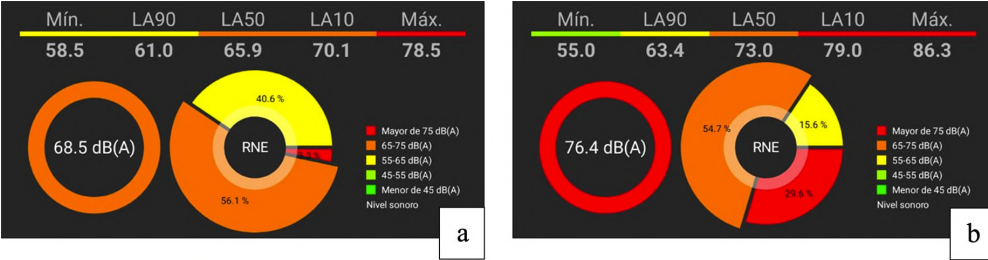 Mín. LA90 LA50 LA10 Máx.
58.5 61.0 65.9 70.1 78.5
40.6 %
68.5 dB(A)
RNE
56.1 %
Mayor de 75 dB(A)
65-75 dB(A)
55-65 dB(A)
45-55 dB(A)
Menor de 45 dB(A)
Nivel sonoro
a
Mín. LA90 LA50 LA10 Máx.
55.0 63.4 73.0 79.0 86.3
54.7 %
15.6 %
76.4 dB(A)
RNE
29.6 %
Mayor de 75 dB(A)
65-75 dB(A)
55-65 dB(A)
45-55 dB(A)
Menor de 45 dB(A)
Nivel sonoro
b